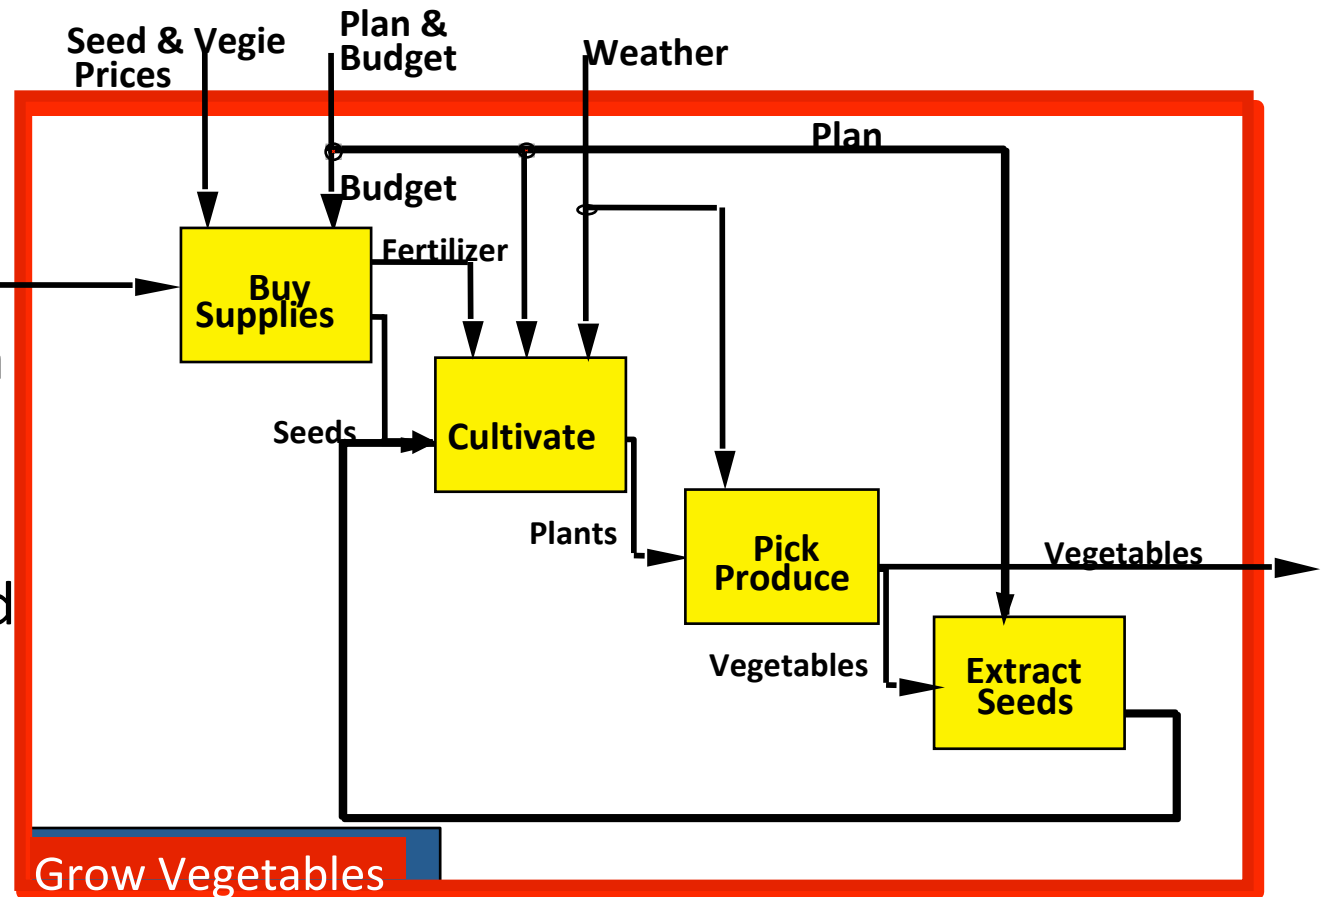 Seed & Vegie
Prices
Plan &
Budget
Weather
Plan
Budget
Fertilizer
Buy
Supplies
Seeds
Cultivate
Plants
Pick
Produce
Vegetables
Vegetables
Extract
Seeds
Grow Vegetables